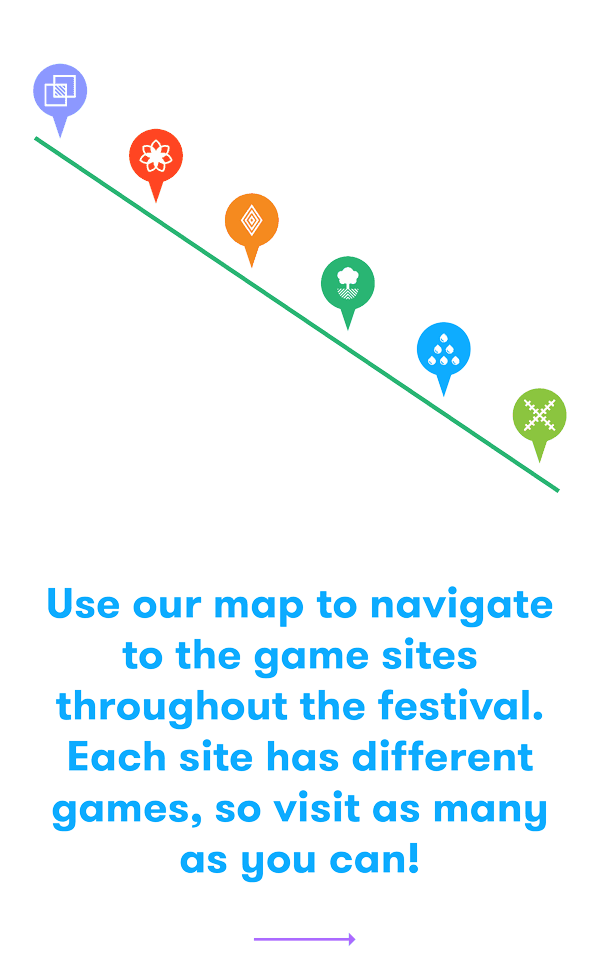 Use our map to navigate
to the game sites
throughout the festival.
Each site has different
games, so visit as many
as you can!